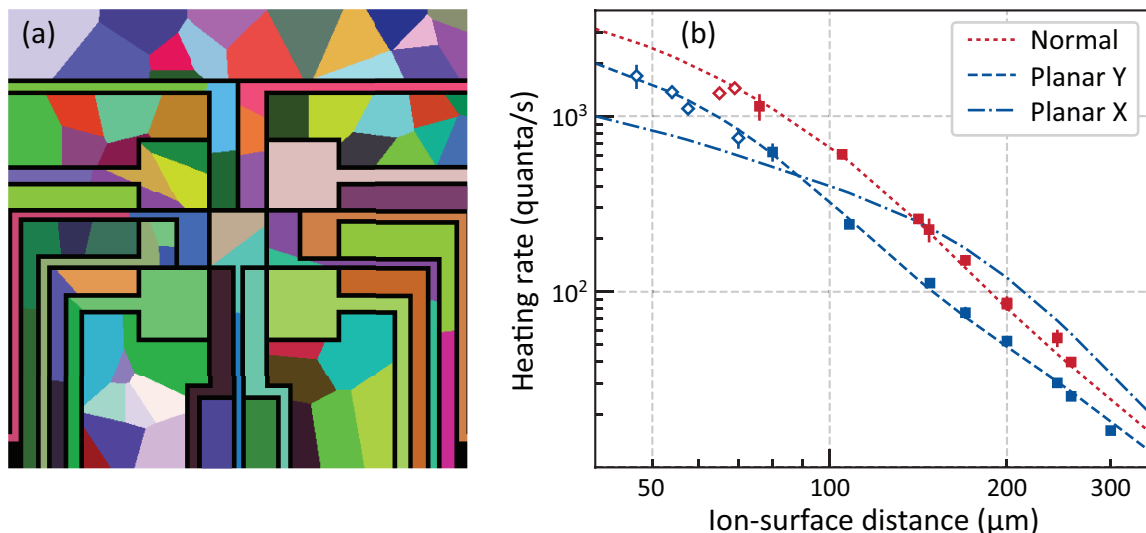 (a)
(b)
Normal
Planar Y
Planar X
Heating rate (quanta/s)
10³
10²
50
100
200
300
Ion-surface distance (μm)